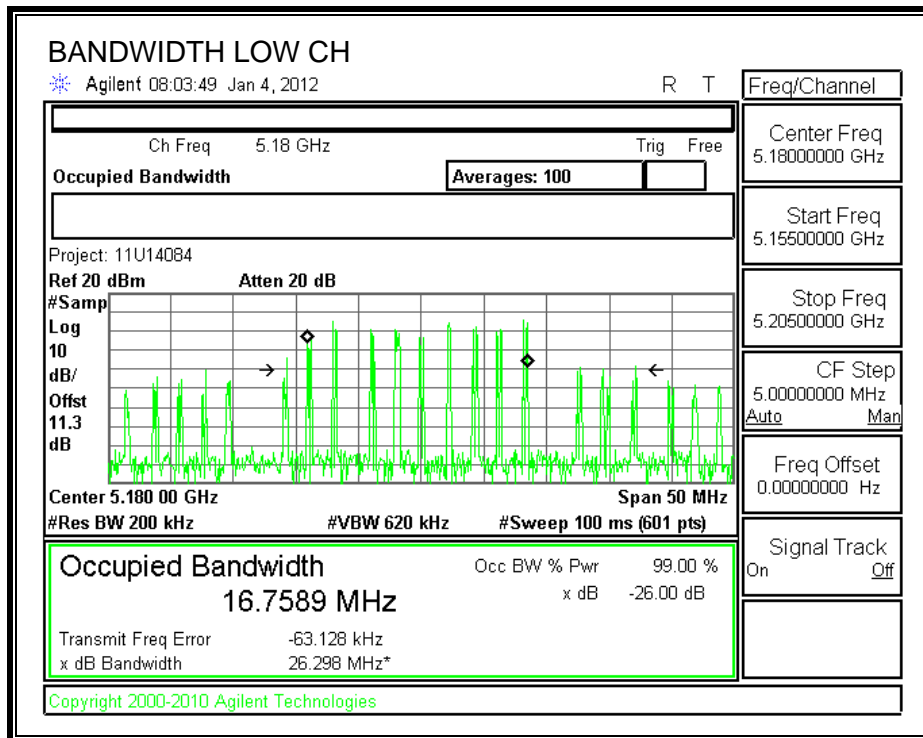 BANDWIDTH LOW CH
Agilent 08:03:49 Jan 4, 2012 R T
Ch Freq 5.18 GHz Trig Free
Occupied Bandwidth Averages: 100
Project: 11U14084
Ref 20 dBm Atten 20 dB
#Samp
Log
10
dB/
Offst
11.3
dB
Center 5.180 00 GHz Span 50 MHz
#Res BW 200 kHz #VBW 620 kHz #Sweep 100 ms (601 pts)
Occupied Bandwidth Occ BW % Pwr 99.00 %
16.7589 MHz x dB -26.00 dB
Transmit Freq Error -63.128 kHz
x dB Bandwidth 26.298 MHz*
Copyright 2000-2010 Agilent Technologies
Freq/Channel
Center Freq
5.18000000 GHz
Start Freq
5.15500000 GHz
Stop Freq
5.20500000 GHz
CF Step
5.00000000 MHz
Auto Man
Freq Offset
0.00000000 Hz
Signal Track
On Off